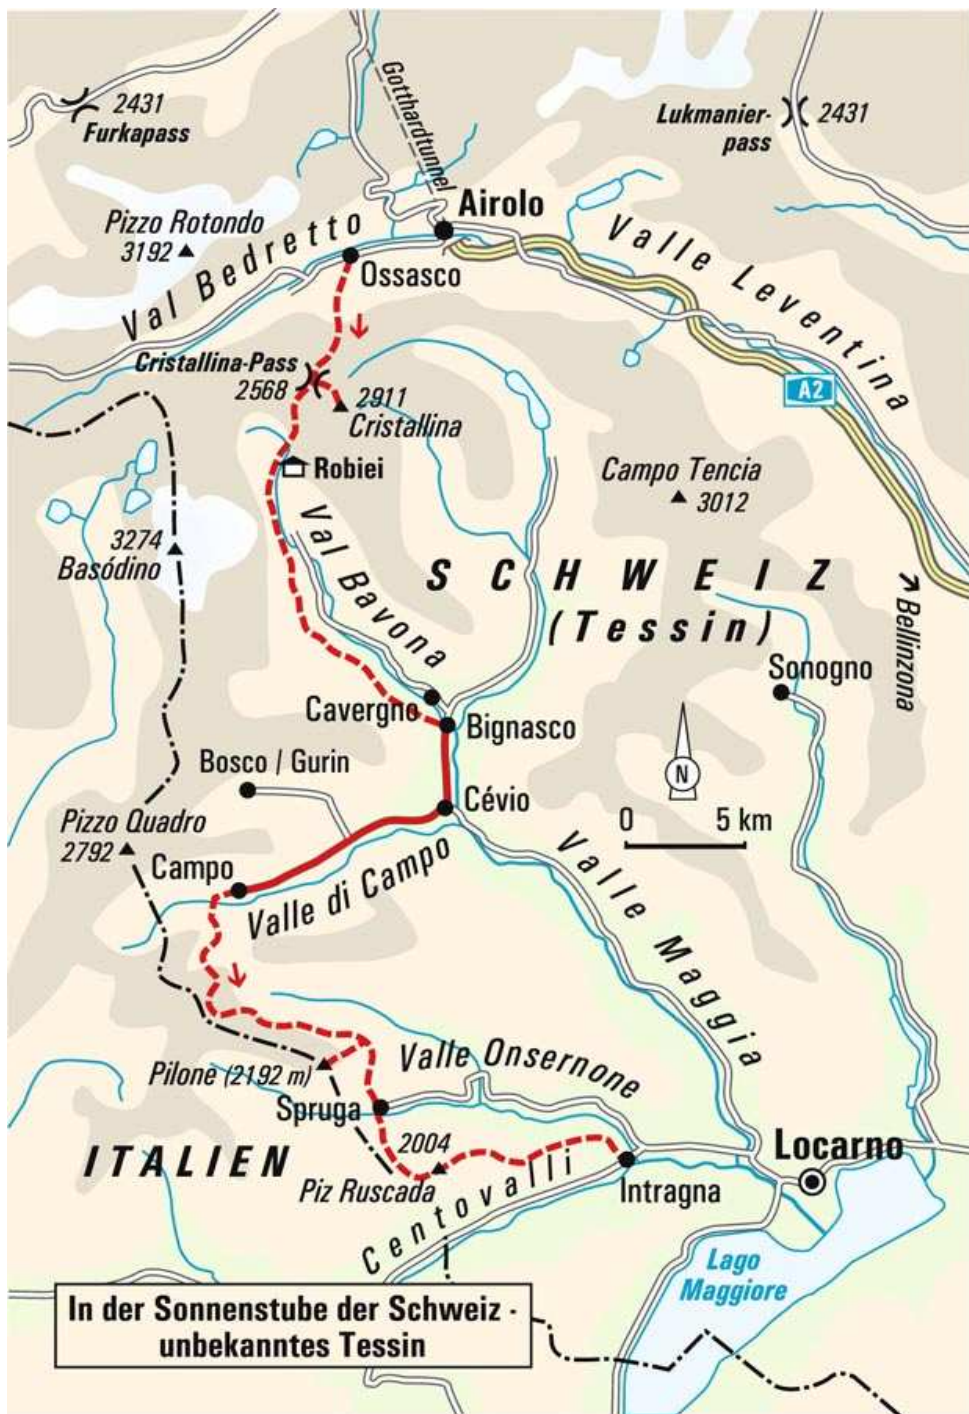 2431
Furkapass
Gotthardtunnel
Lukmanier-
pass
2431
Pizzo Rotondo
3192
Airolo
Val Bedretto
Ossasco
Valle Leventina
Cristallina-Pass
2568
2911
Cristallina
A2
Robiei
Campo Tencia
3012
3274
Basódino
Val Bavona
SCHWEIZ
(Tessin)
Bellinzona
Sonogno
Cavergno
Bignasco
N
Bosco / Gurin
Cévio
0 5 km
Pizzo Quadro
2792
Campo
Valle di Campo
Valle Maggia
Pilone (2192 m)
Valle Onsernone
Spruga
ITALIEN
2004
Piz Ruscada
Centovalli
Intragna
Locarno
Lago
Maggiore
In der Sonnenstube der Schweiz -
unbekanntes Tessin